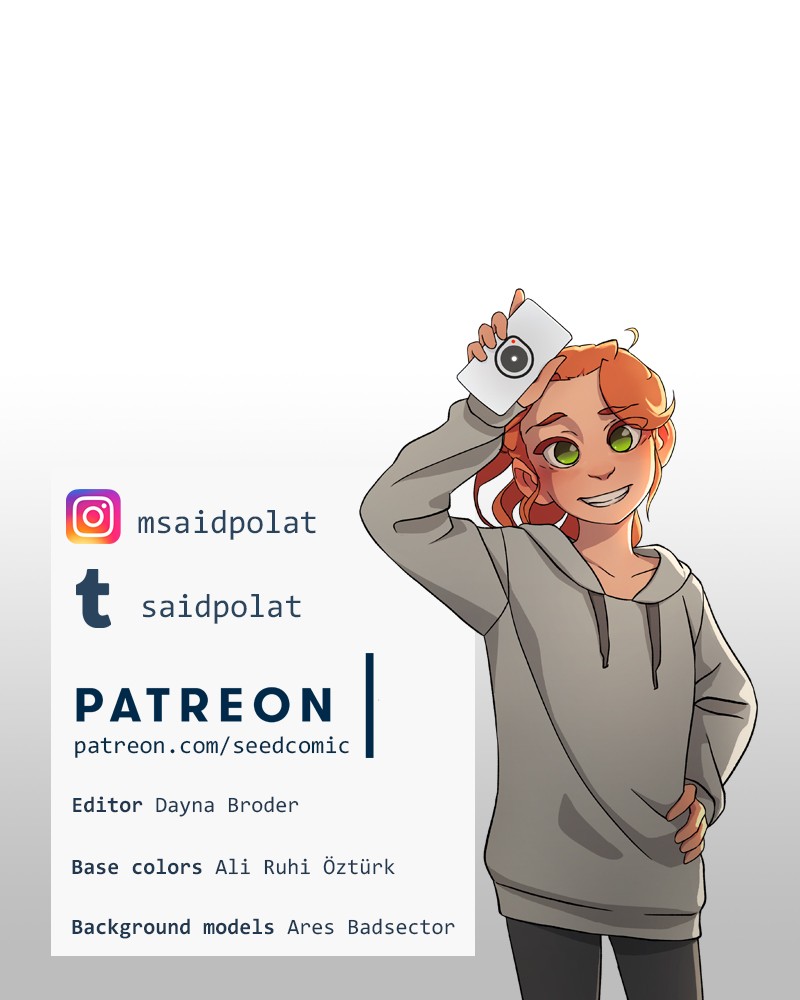 msaidpolat
saidpolat
PATREON
patreon.com/seedcomic
Editor Dayna Broder
Base colors Ali Ruhi Öztürk
Background models Ares Badsector